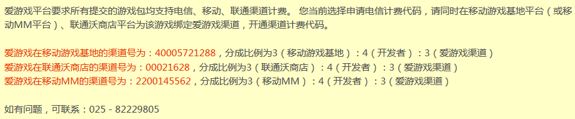 爱游戏平台要求所有提交的游戏包均支持电信、移动、联通渠道计费。 您当前选择申请电信计费代码，请同时在移动游戏基地平台（或移
动MM平台）、联通沃商店平台为该游戏绑定爱游戏渠道，开通渠道计费代码。
爱游戏在移动游戏基地的渠道号为：40005721288，分成比例为3（移动游戏基地）：4（开发者）：3（爱游戏渠道）
爱游戏在联通沃商店的渠道号为：00021628，分成比例为3（联通沃商店）：4（开发者）：3（爱游戏渠道）
爱游戏在移动MM的渠道号为：2200145562，分成比例为3（移动MM）：4（开发者）：3（爱游戏渠道）
如有问题，可联系：025－82229805